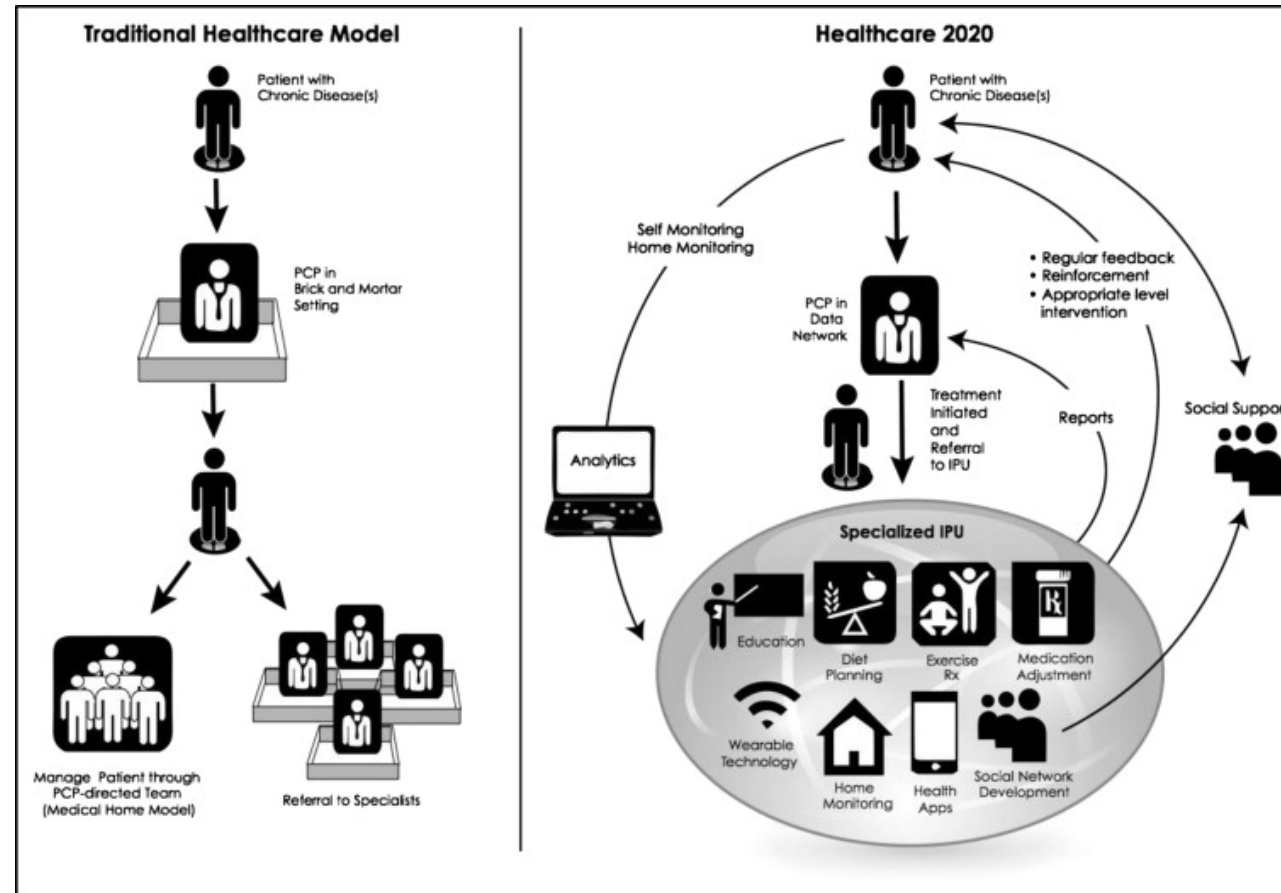 Traditional Healthcare Model
Patient with
Chronic Disease(s)
PCP in
Brick and Mortar
Setting
Manage Patient through
PCP-directed Team
(Medical Home Model)
Referral to Specialists
Healthcare 2020
Patient with
Chronic Disease(s)
Self Monitoring
Home Monitoring
• Regular feedback
• Reinforcement
• Appropriate level
intervention
PCP in
Data
Network
Treatment
Initiated
and
Referral
to IPU
Reports
Social Support
Analytics
Specialized IPU
Education
Diet
Planning
Exercise
Rx
Rx
Medication
Adjustment
Wearable
Technology
Home
Monitoring
Health
Apps
Social Network
Development